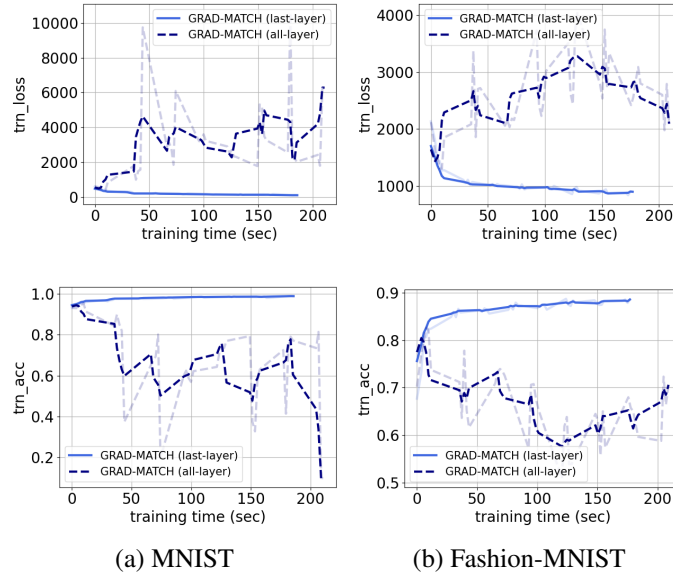 GRAD-MATCH (last-layer)
GRAD-MATCH (all-layer)
trn_loss
10000
8000
6000
4000
2000
0
0 50 100 150 200
training time (sec)
GRAD-MATCH (last-layer)
GRAD-MATCH (all-layer)
trn_loss
4000
3000
2000
1000
0 50 100 150 200
training time (sec)
trn_acc
1.0
0.8
0.6
0.4
0.2
GRAD-MATCH (last-layer)
GRAD-MATCH (all-layer)
0 50 100 150 200
training time (sec)
trn_acc
0.9
0.8
0.7
0.6
0.5
GRAD-MATCH (last-layer)
GRAD-MATCH (all-layer)
0 50 100 150 200
training time (sec)
(a) MNIST
(b) Fashion-MNIST